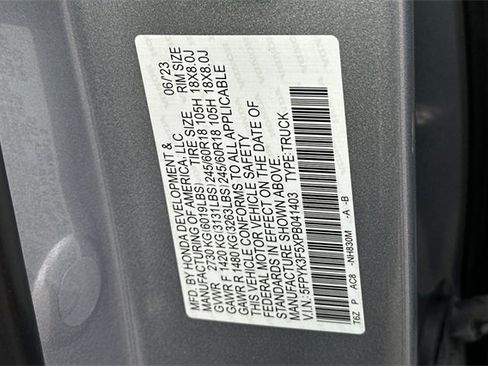 MFD. BY HONDA DEVELOPMENT & 06/23
MANUFACTURING OF AMERICA, LLC
TIRE SIZE RIM SIZE
GVWR 2730 KG(6019LBS)
GAWR F 1420 KG(3131LBS) 245/60R18 105H 18X8.0J
GAWR R 1480 KG(3263LBS) 245/60R18 105H 18X8.0J
THIS VEHICLE CONFORMS TO ALL APPLICABLE
FEDERAL MOTOR VEHICLE SAFETY
STANDARDS IN EFFECT ON THE DATE OF
MANUFACTURE SHOWN ABOVE.
V.I.N.: 5FPYK3F5XPB041403 TYPE:TRUCK
T6Z P AC8 -NH830M -A -B